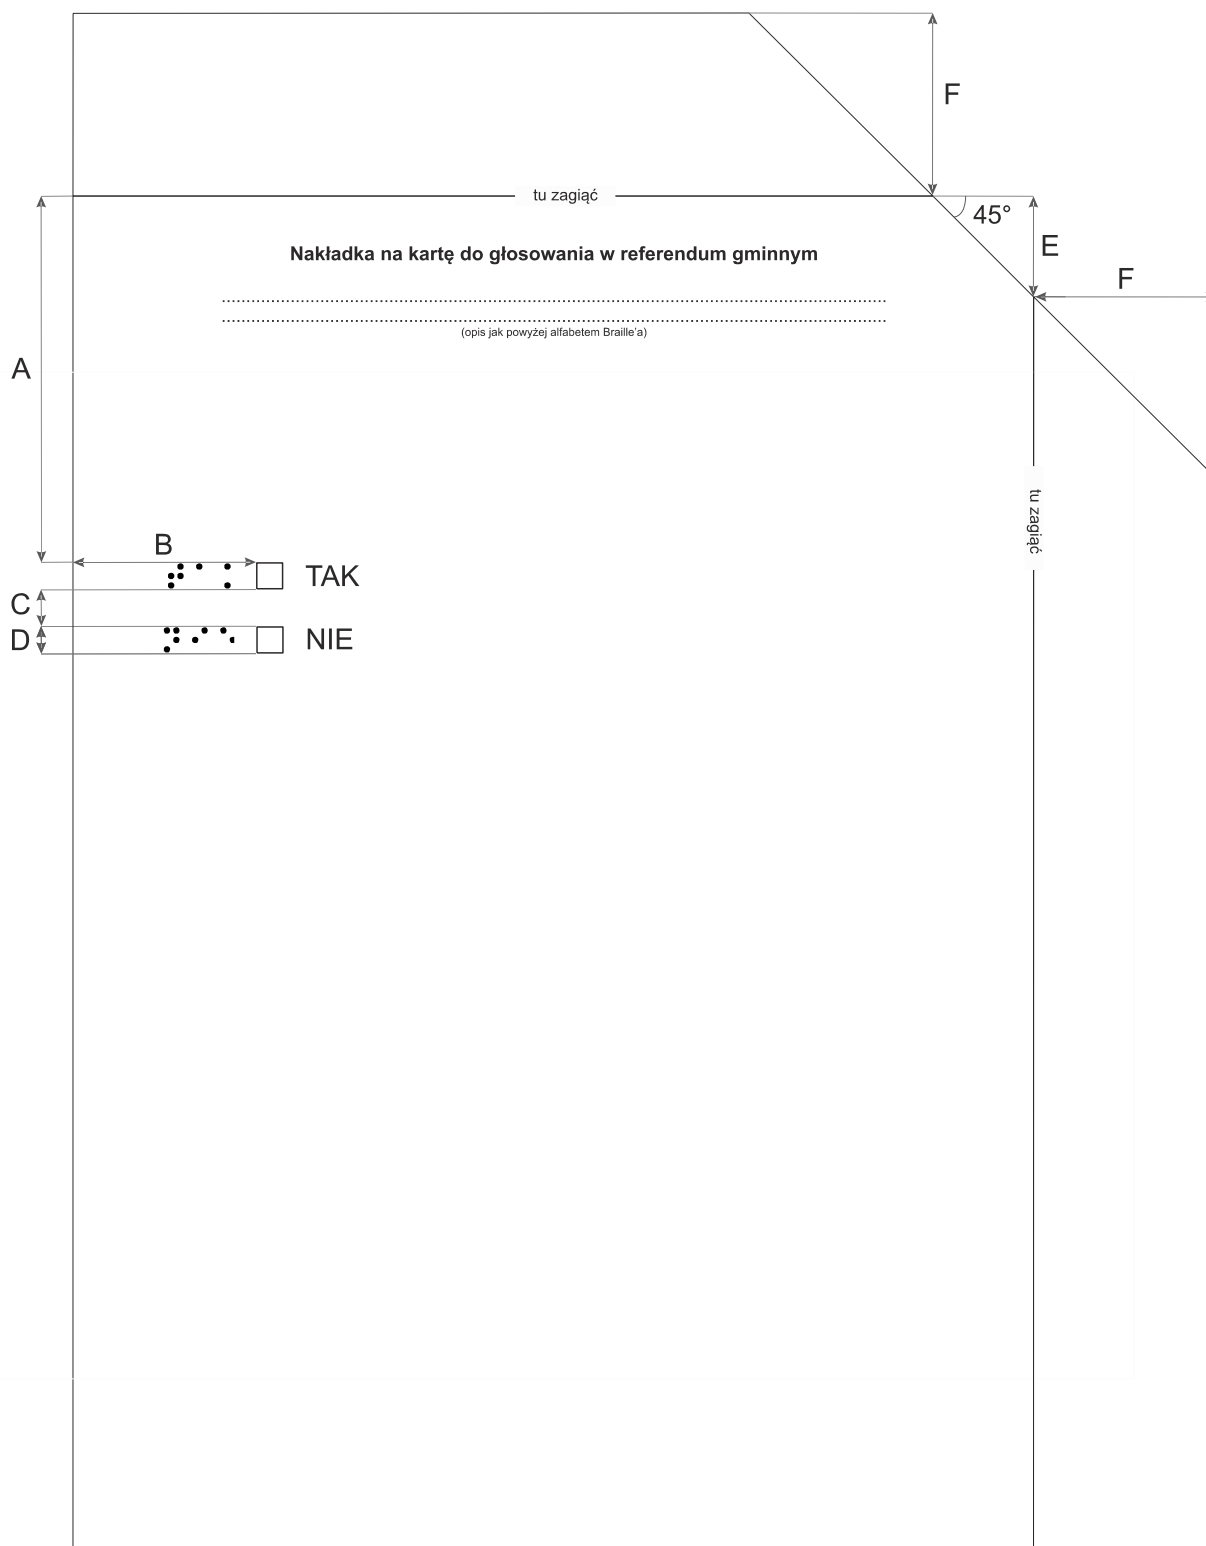 F
tu zagiąć
45°
Nakładka na kartę do głosowania w referendum gminnym
E
F
(opis jak powyżej alfabetem Braille'a)
A
tu zagiąć
B
⠞⠁⠅ TAK
C
D
⠝⠊⠑ NIE